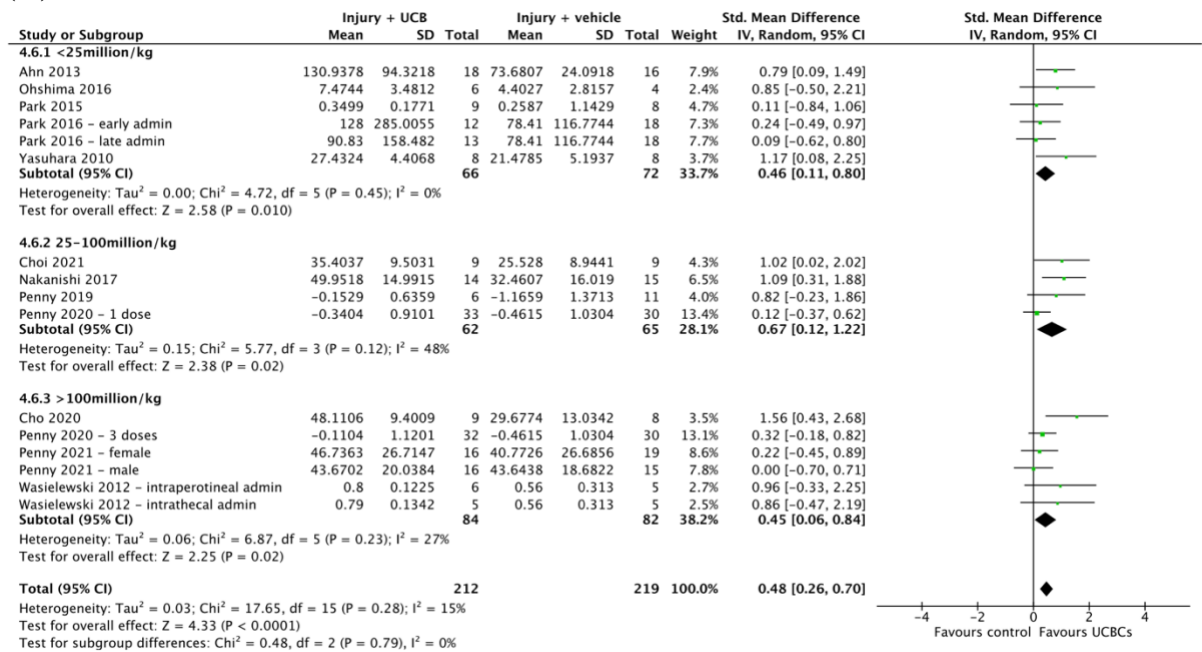 Injury + UCB Injury + vehicle Std. Mean Difference Std. Mean Difference
Study or Subgroup Mean SD Total Mean SD Total Weight IV, Random, 95% CI IV, Random, 95% CI
4.6.1 <25million/kg
Ahn 2013 130.9378 94.3218 18 73.6807 24.0918 16 7.9% 0.79 [0.09, 1.49]
Ohshima 2016 7.4744 3.4812 6 4.4027 2.8157 4 2.4% 0.85 [-0.50, 2.21]
Park 2015 0.3499 0.1771 9 0.2587 1.1429 8 4.7% 0.11 [-0.84, 1.06]
Park 2016 - early admin 128 285.0055 12 78.41 116.7744 18 7.3% 0.24 [-0.49, 0.97]
Park 2016 - late admin 90.83 158.482 13 78.41 116.7744 18 7.7% 0.09 [-0.62, 0.80]
Yasuhara 2010 27.4324 4.4068 8 21.4785 5.1937 8 3.7% 1.17 [0.08, 2.25]
Subtotal (95% CI) 66 72 33.7% 0.46 [0.11, 0.80]
Heterogeneity: Tau² = 0.00; Chi² = 4.72, df = 5 (P = 0.45); I² = 0%
Test for overall effect: Z = 2.58 (P = 0.010)
4.6.2 25-100million/kg
Choi 2021 35.4037 9.5031 9 25.528 8.9441 9 4.3% 1.02 [0.02, 2.02]
Nakanishi 2017 49.9518 14.9915 14 32.4607 16.019 15 6.5% 1.09 [0.31, 1.88]
Penny 2019 -0.1529 0.6359 6 -1.1659 1.3713 11 4.0% 0.82 [-0.23, 1.86]
Penny 2020 - 1 dose -0.3404 0.9101 33 -0.4615 1.0304 30 13.4% 0.12 [-0.37, 0.62]
Subtotal (95% CI) 62 65 28.1% 0.67 [0.12, 1.22]
Heterogeneity: Tau² = 0.15; Chi² = 5.77, df = 3 (P = 0.12); I² = 48%
Test for overall effect: Z = 2.38 (P = 0.02)
4.6.3 >100million/kg
Cho 2020 48.1106 9.4009 9 29.6774 13.0342 8 3.5% 1.56 [0.43, 2.68]
Penny 2020 - 3 doses -0.1104 1.1201 32 -0.4615 1.0304 30 13.1% 0.32 [-0.18, 0.82]
Penny 2021 - female 46.7363 26.7147 16 40.7726 26.6856 19 8.6% 0.22 [-0.45, 0.89]
Penny 2021 - male 43.6702 20.0384 16 43.6438 18.6822 15 7.8% 0.00 [-0.70, 0.71]
Wasielewski 2012 - intraperotineal admin 0.8 0.1225 6 0.56 0.313 5 2.7% 0.96 [-0.33, 2.25]
Wasielewski 2012 - intrathecal admin 0.79 0.1342 5 0.56 0.313 5 2.5% 0.86 [-0.47, 2.19]
Subtotal (95% CI) 84 82 38.2% 0.45 [0.06, 0.84]
Heterogeneity: Tau² = 0.06; Chi² = 6.87, df = 5 (P = 0.23); I² = 27%
Test for overall effect: Z = 2.25 (P = 0.02)
Total (95% CI) 212 219 100.0% 0.48 [0.26, 0.70]
Heterogeneity: Tau² = 0.03; Chi² = 17.65, df = 15 (P = 0.28); I² = 15%
Test for overall effect: Z = 4.33 (P < 0.0001)
Test for subgroup differences: Chi² = 0.48, df = 2 (P = 0.79), I² = 0%
-4 -2 0 2 4
Favours control Favours UCBCs